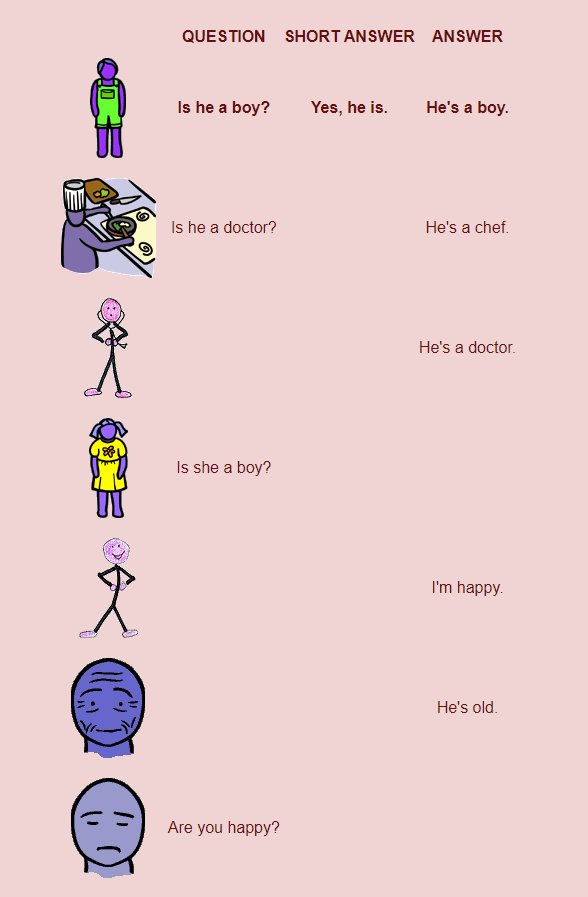 QUESTION SHORT ANSWER ANSWER
Is he a boy? Yes, he is. He's a boy.
Is he a doctor? He's a chef.
He's a doctor.
Is she a boy?
I'm happy.
He's old.
Are you happy?